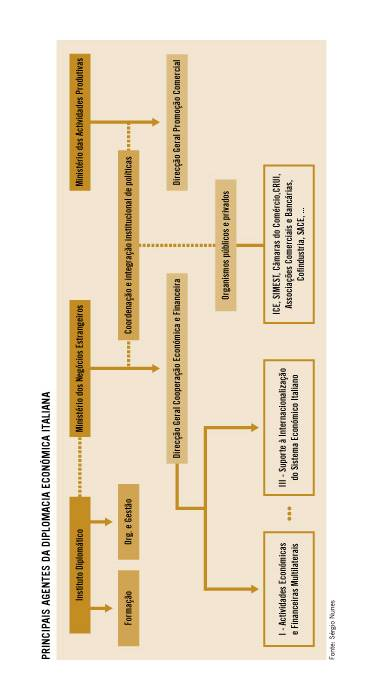 PRINCIPAIS AGENTES DA DIPLOMACIA ECONÓMICA ITALIANA
Instituto Diplomático
Ministério dos Negócios Estrangeiros
Ministério das Actividades Produtivas
Formação
Org. e Gestão
Coordenação e integração institucional de políticas
Direcção Geral Cooperação Económica e Financeira
Direcção Geral Promoção Comercial
Organismos públicos e privados
I - Actividades Económicas
e Financeiras Multilaterais
III - Suporte à Internacionalização
do Sistema Económico Italiano
ICE, SIMEST, Câmaras do Comércio,CRUI,
Associações Comerciais e Bancárias,
Cofindustria, SACE, ...
Fonte: Sérgio Nunes